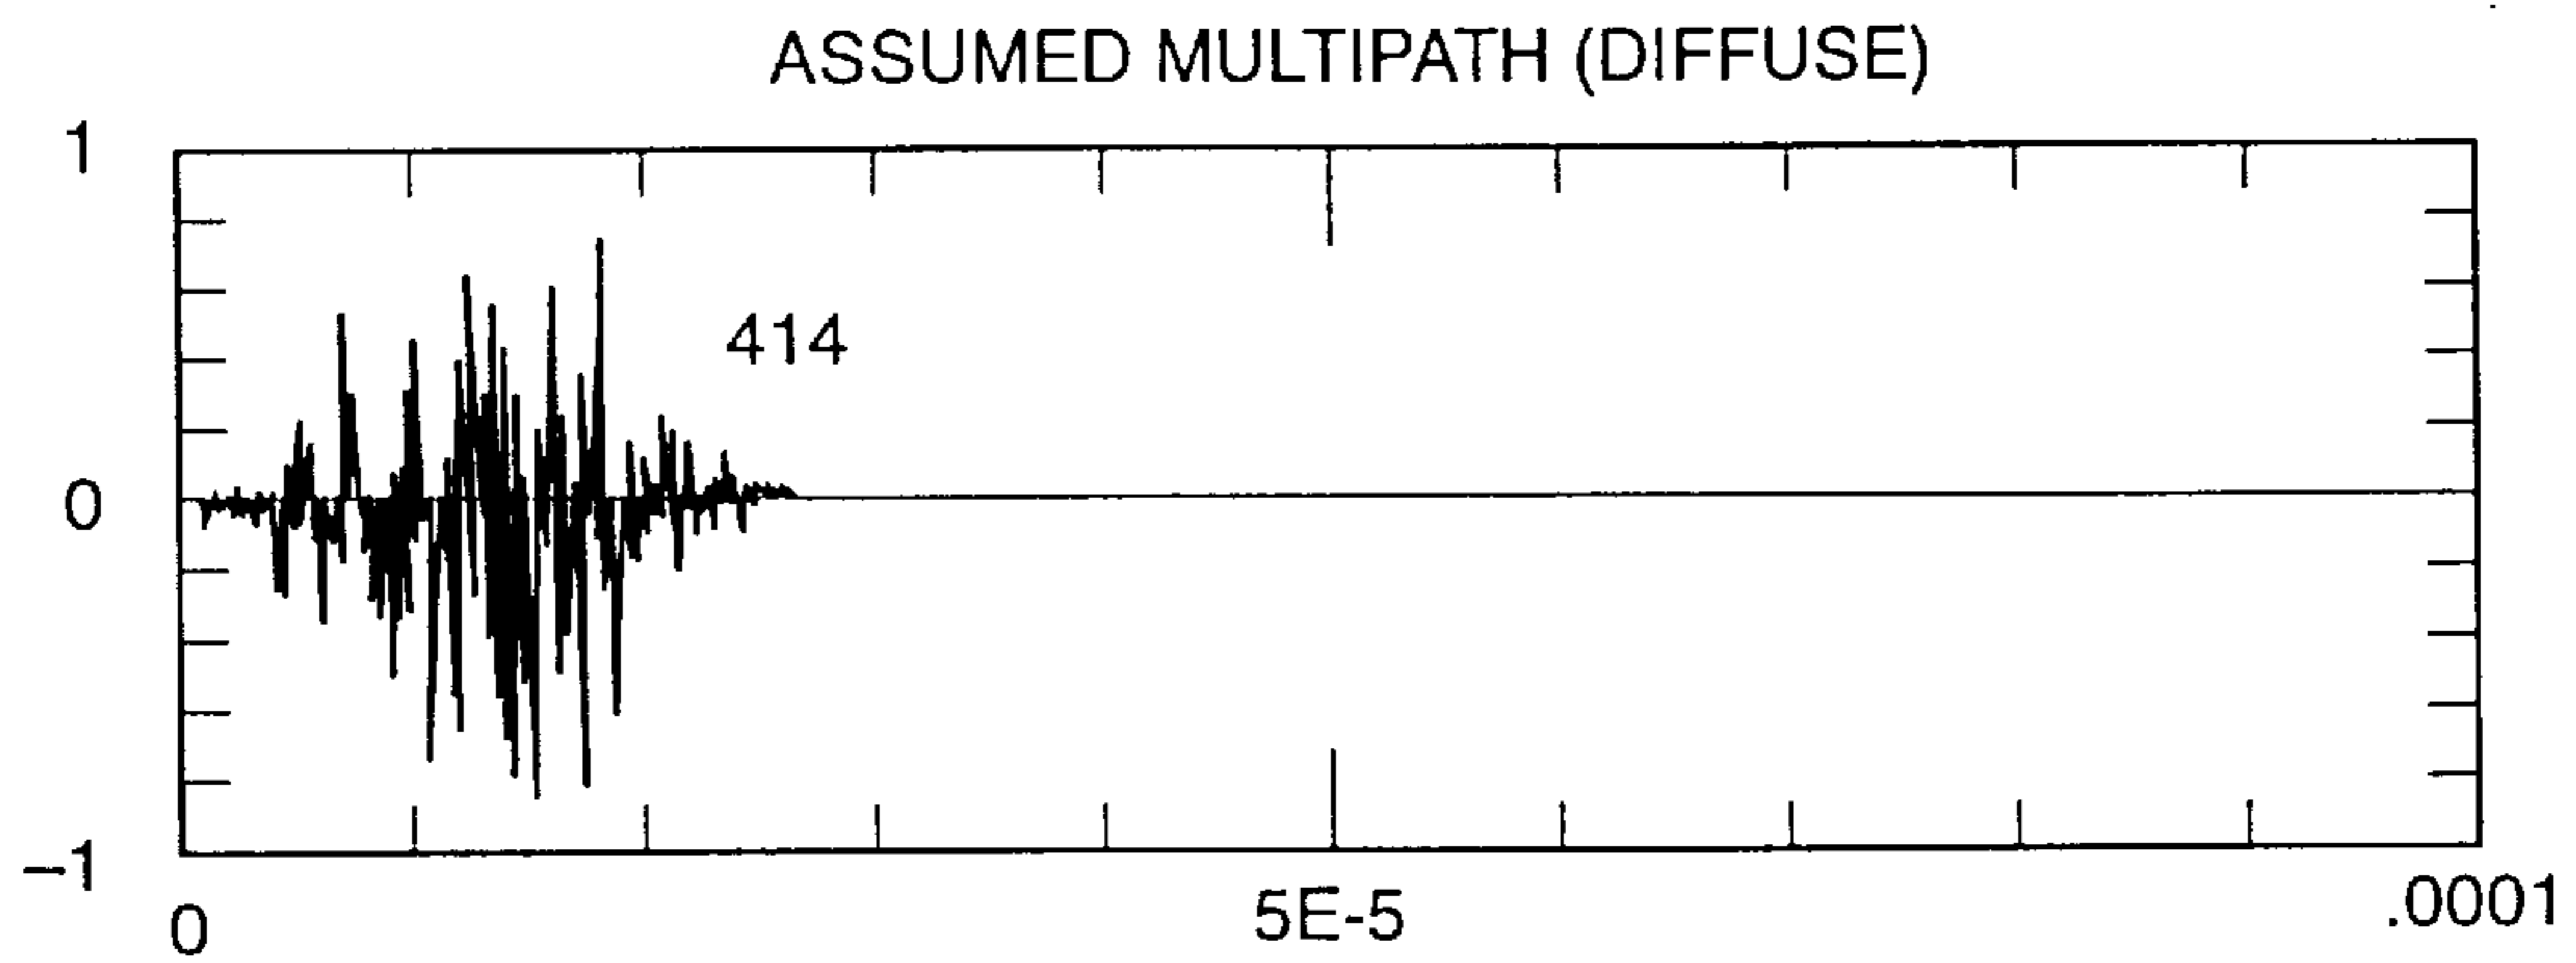 ASSUMED MULTIPATH (DIFFUSE)
1
414
0
–1
0 5E-5 .0001